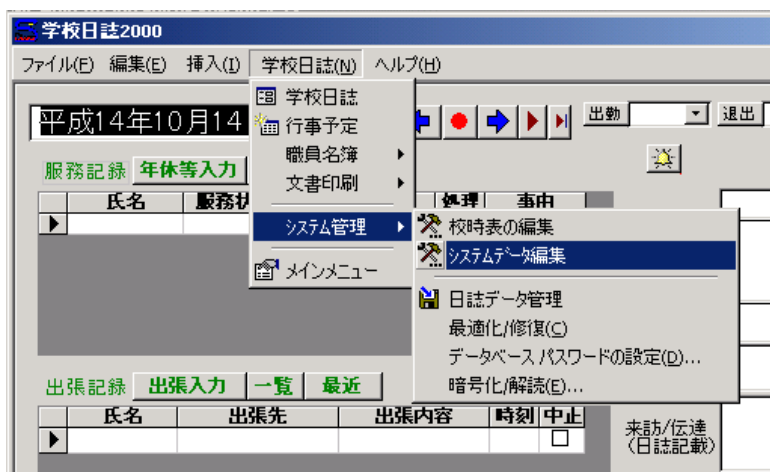 学校日誌2000
ファイル(F) 編集(E) 挿入(I) 学校日誌(N) ヘルプ(H)
学校日誌
行事予定
職員名簿
文書印刷
システム管理
メインメニュー
平成14年10月14
出勤 退出
服務記録 年休等入力
氏名 服務状 処理 事由
校時表の編集
システムデータ編集
日誌データ管理
最適化/修復(C)
データベース パスワードの設定(D)...
暗号化/解読(E)...
出張記録 出張入力 一覧 最近
氏名 出張先 出張内容 時刻 中止
来訪/伝達
(日誌記載)